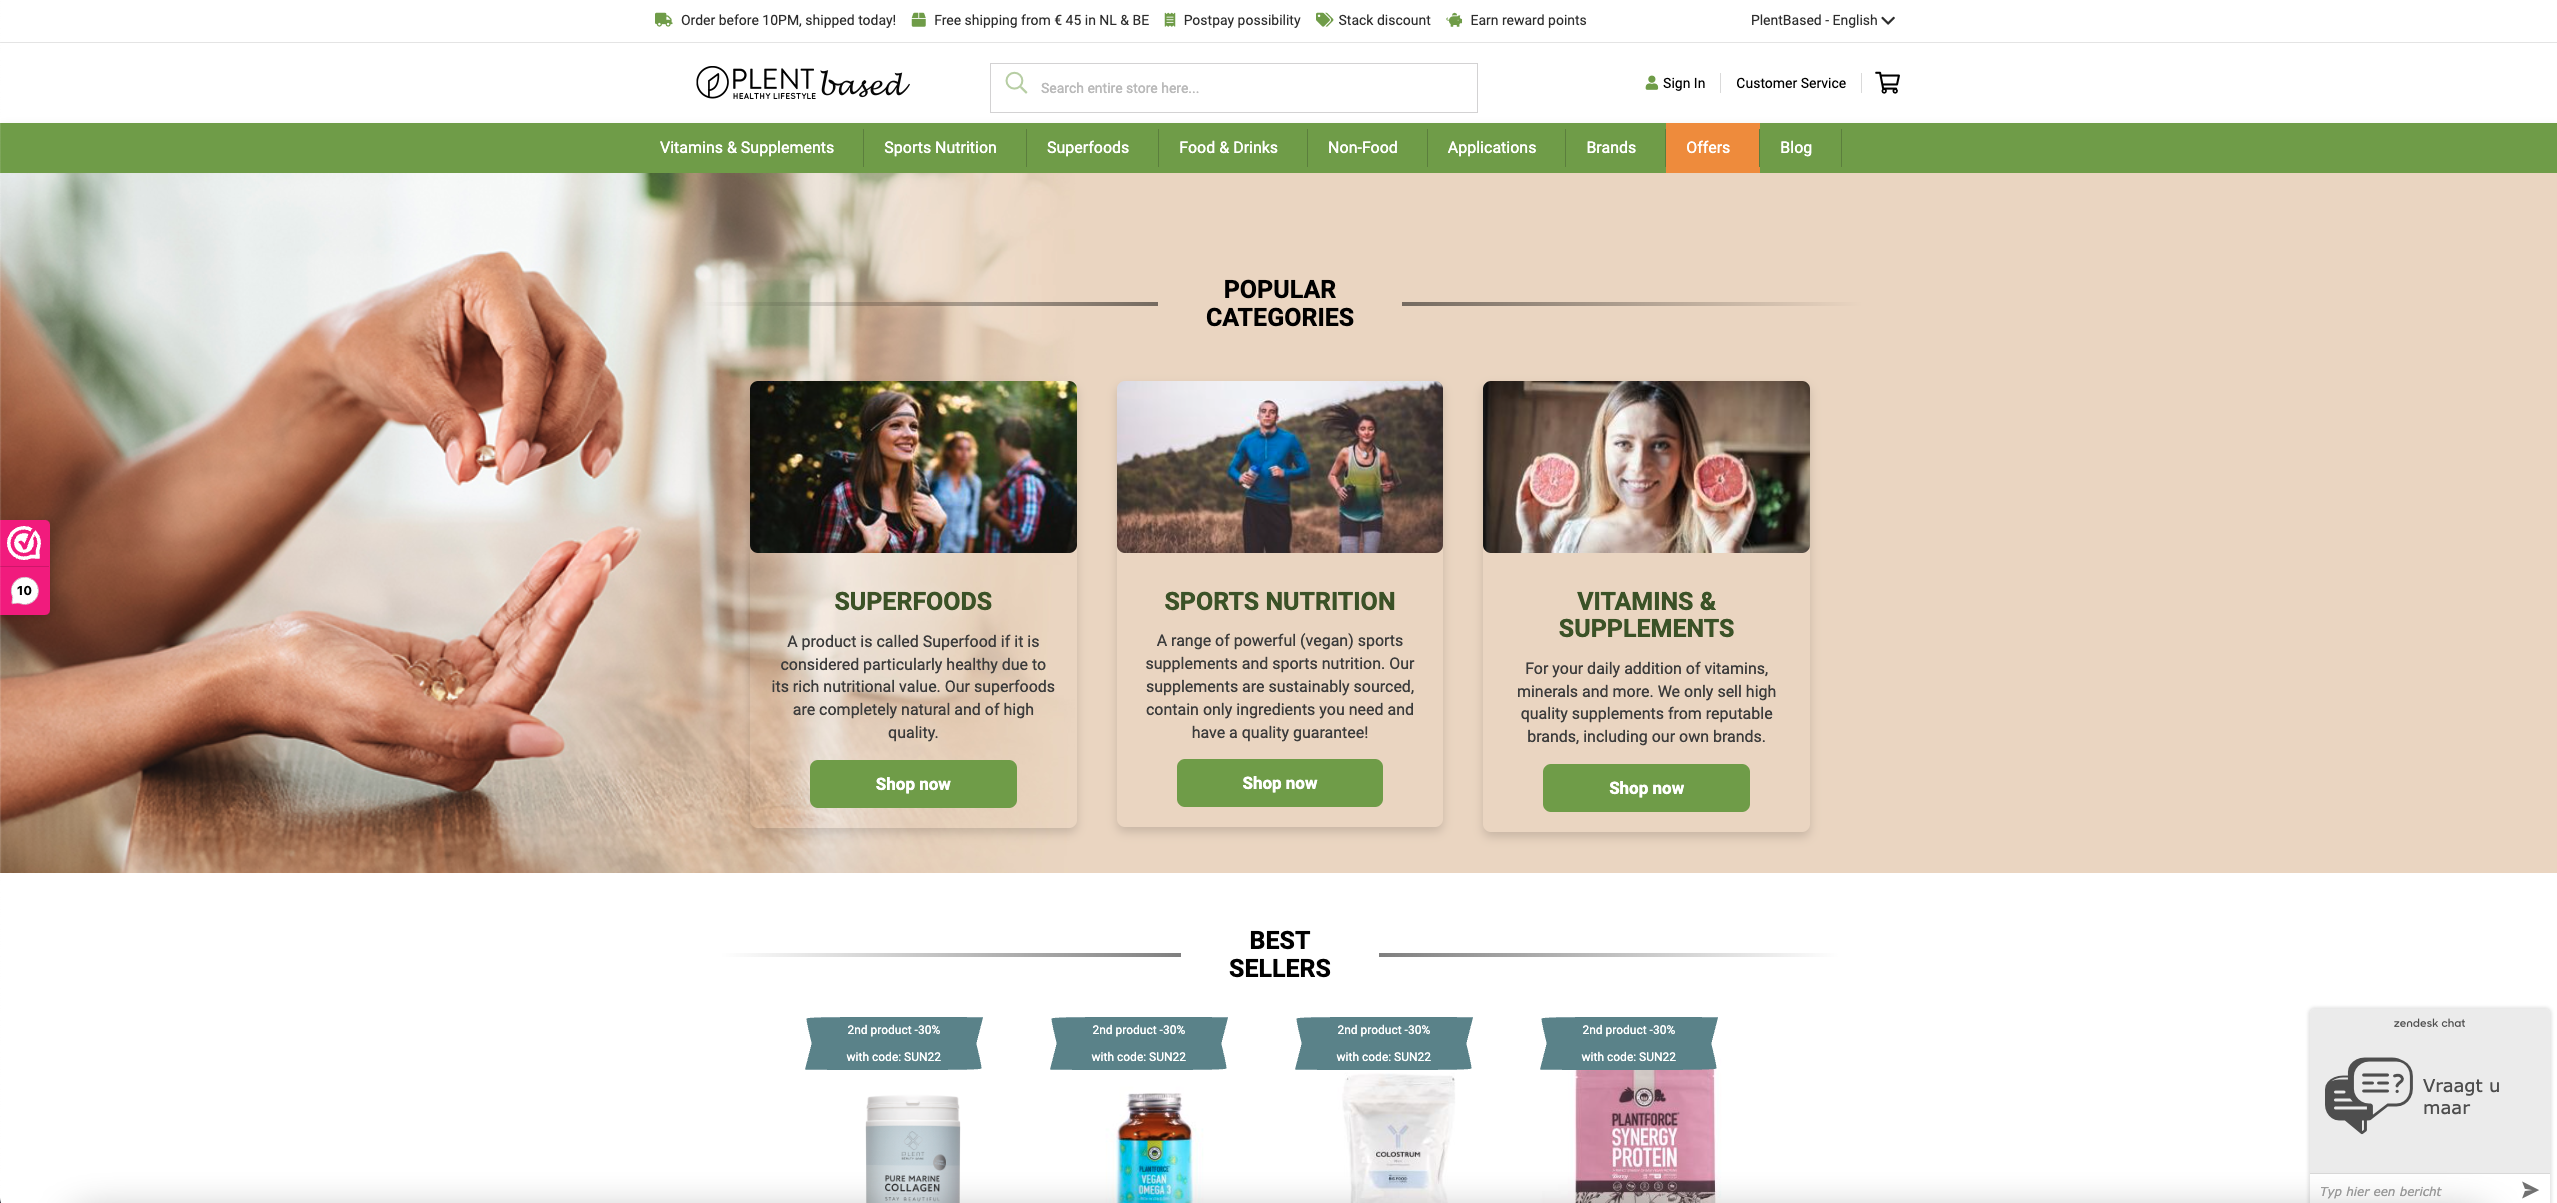 Order before 10PM, shipped today!
Free shipping from € 45 in NL & BE
Postpay possibility
Stack discount
Earn reward points
PlentBased - English
PLENT based
HEALTHY LIFESTYLE
Search entire store here...
Sign In
Customer Service
Vitamins & Supplements
Sports Nutrition
Superfoods
Food & Drinks
Non-Food
Applications
Brands
Offers
Blog
POPULAR
CATEGORIES
10
SUPERFOODS
A product is called Superfood if it is
considered particularly healthy due to
its rich nutritional value. Our superfoods
are completely natural and of high
quality.
Shop now
SPORTS NUTRITION
A range of powerful (vegan) sports
supplements and sports nutrition. Our
supplements are sustainably sourced,
contain only ingredients you need and
have a quality guarantee!
Shop now
VITAMINS &
SUPPLEMENTS
For your daily addition of vitamins,
minerals and more. We only sell high
quality supplements from reputable
brands, including our own brands.
Shop now
BEST
SELLERS
2nd product -30%
with code: SUN22
2nd product -30%
with code: SUN22
2nd product -30%
with code: SUN22
2nd product -30%
with code: SUN22
PLENT
PURE MARINE
COLLAGEN
STAY BEAUTIFUL
PLANTFORCE
VEGAN
OMEGA 3
COLOSTRUM
BIG FOOD
PLANTFORCE
SYNERGY
PROTEIN
zendesk chat
Vraagt u
maar
Typ hier een bericht